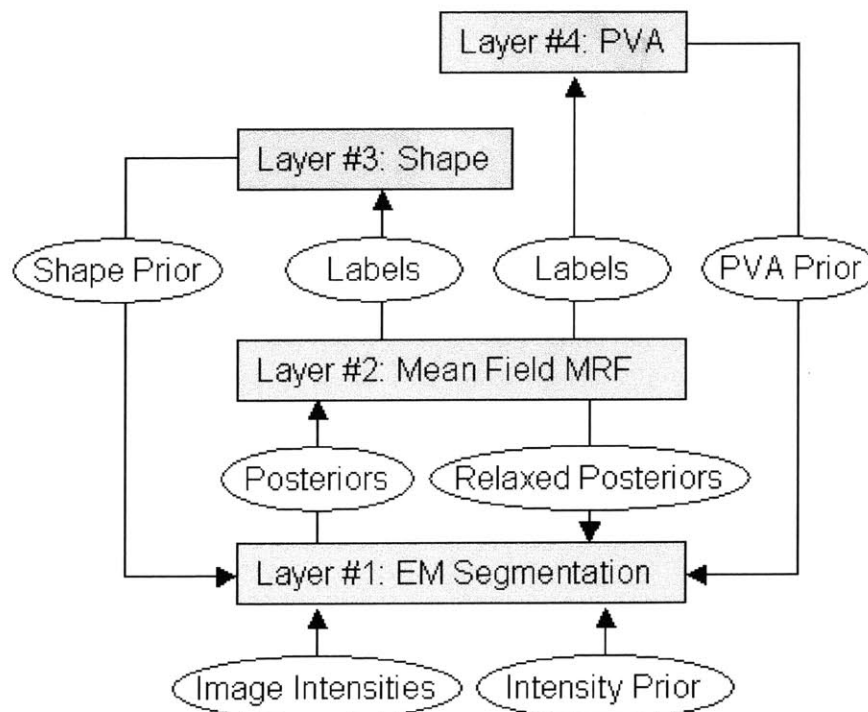 Layer #4: PVA
Layer #3: Shape
Shape Prior
Labels
Labels
PVA Prior
Layer #2: Mean Field MRF
Posteriors
Relaxed Posteriors
Layer #1: EM Segmentation
Image Intensities
Intensity Prior